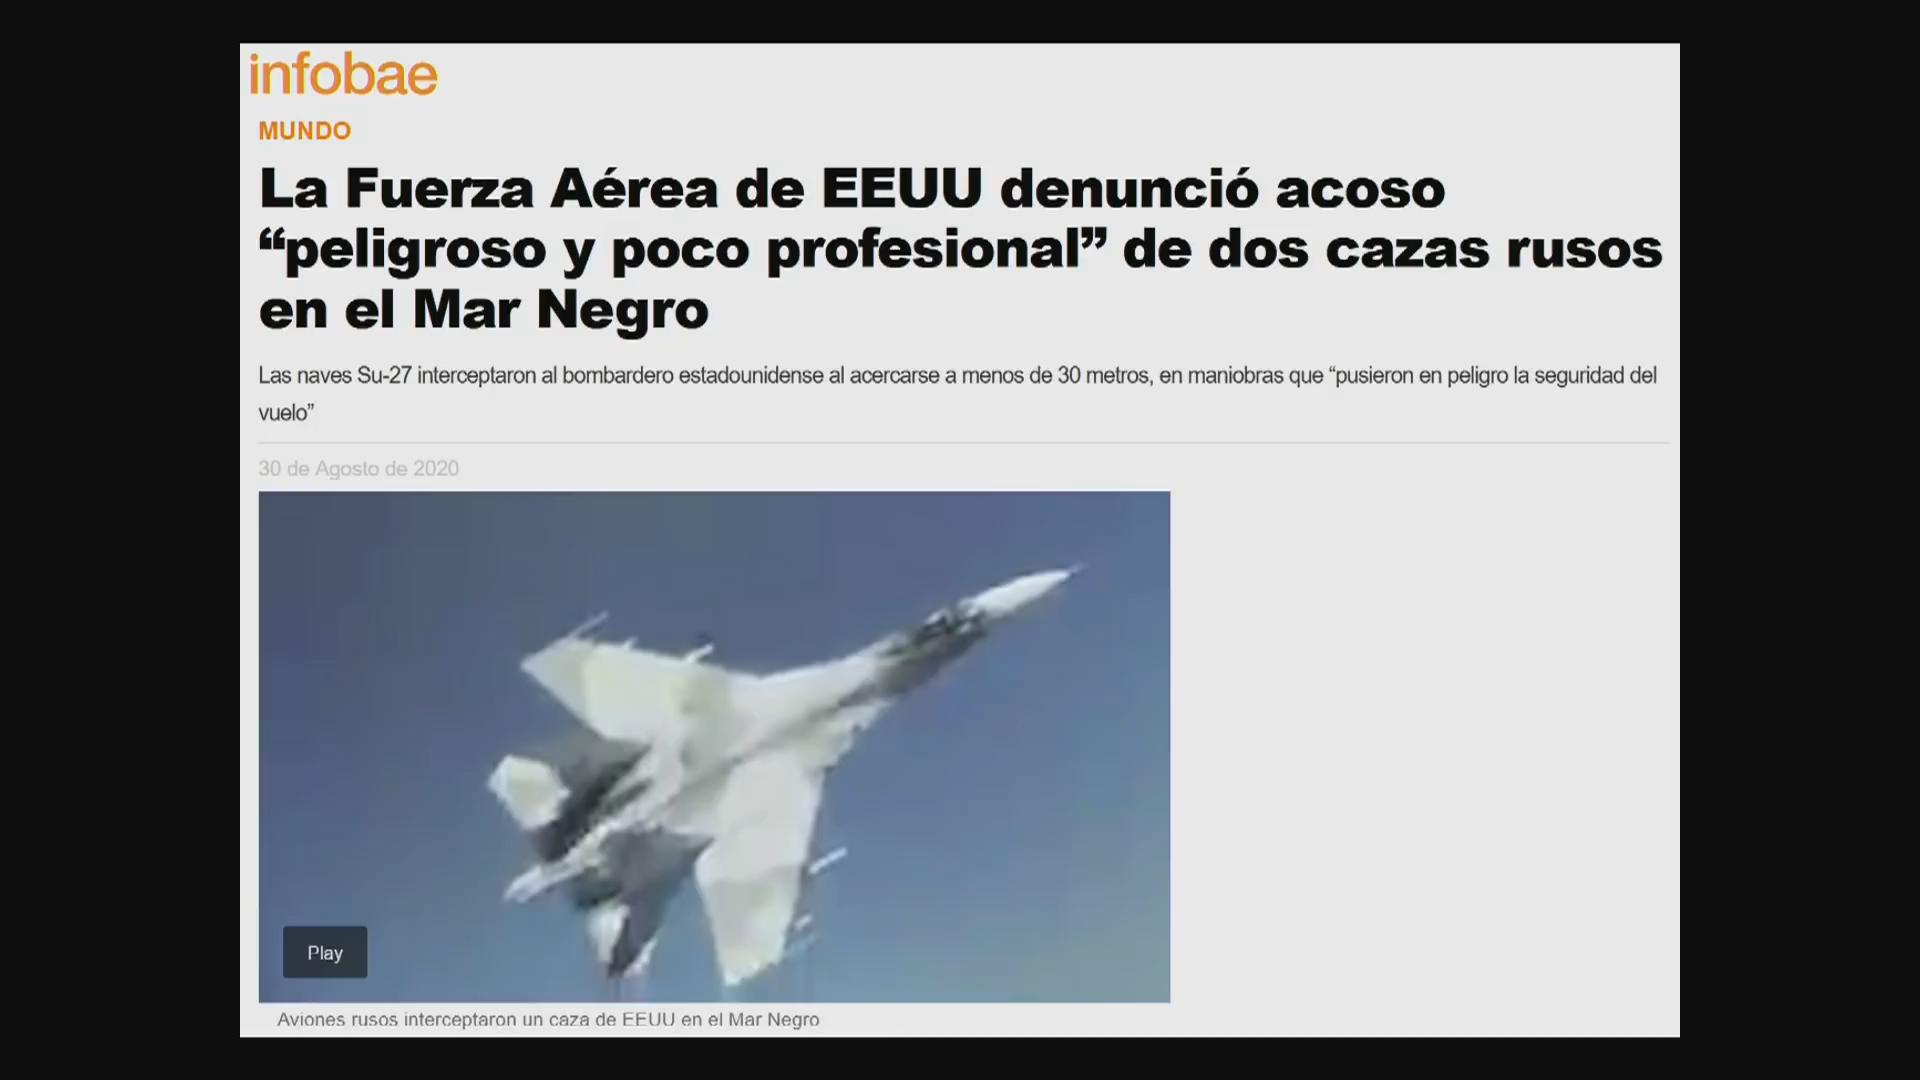 infobae
MUNDO
La Fuerza Aérea de EEUU denunció acoso
“peligroso y poco profesional” de dos cazas rusos
en el Mar Negro
Las naves Su-27 interceptaron al bombardero estadounidense al acercarse a menos de 30 metros, en maniobras que “pusieron en peligro la seguridad del
vuelo”
30 de Agosto de 2020
Play
Aviones rusos interceptaron un caza de EEUU en el Mar Negro